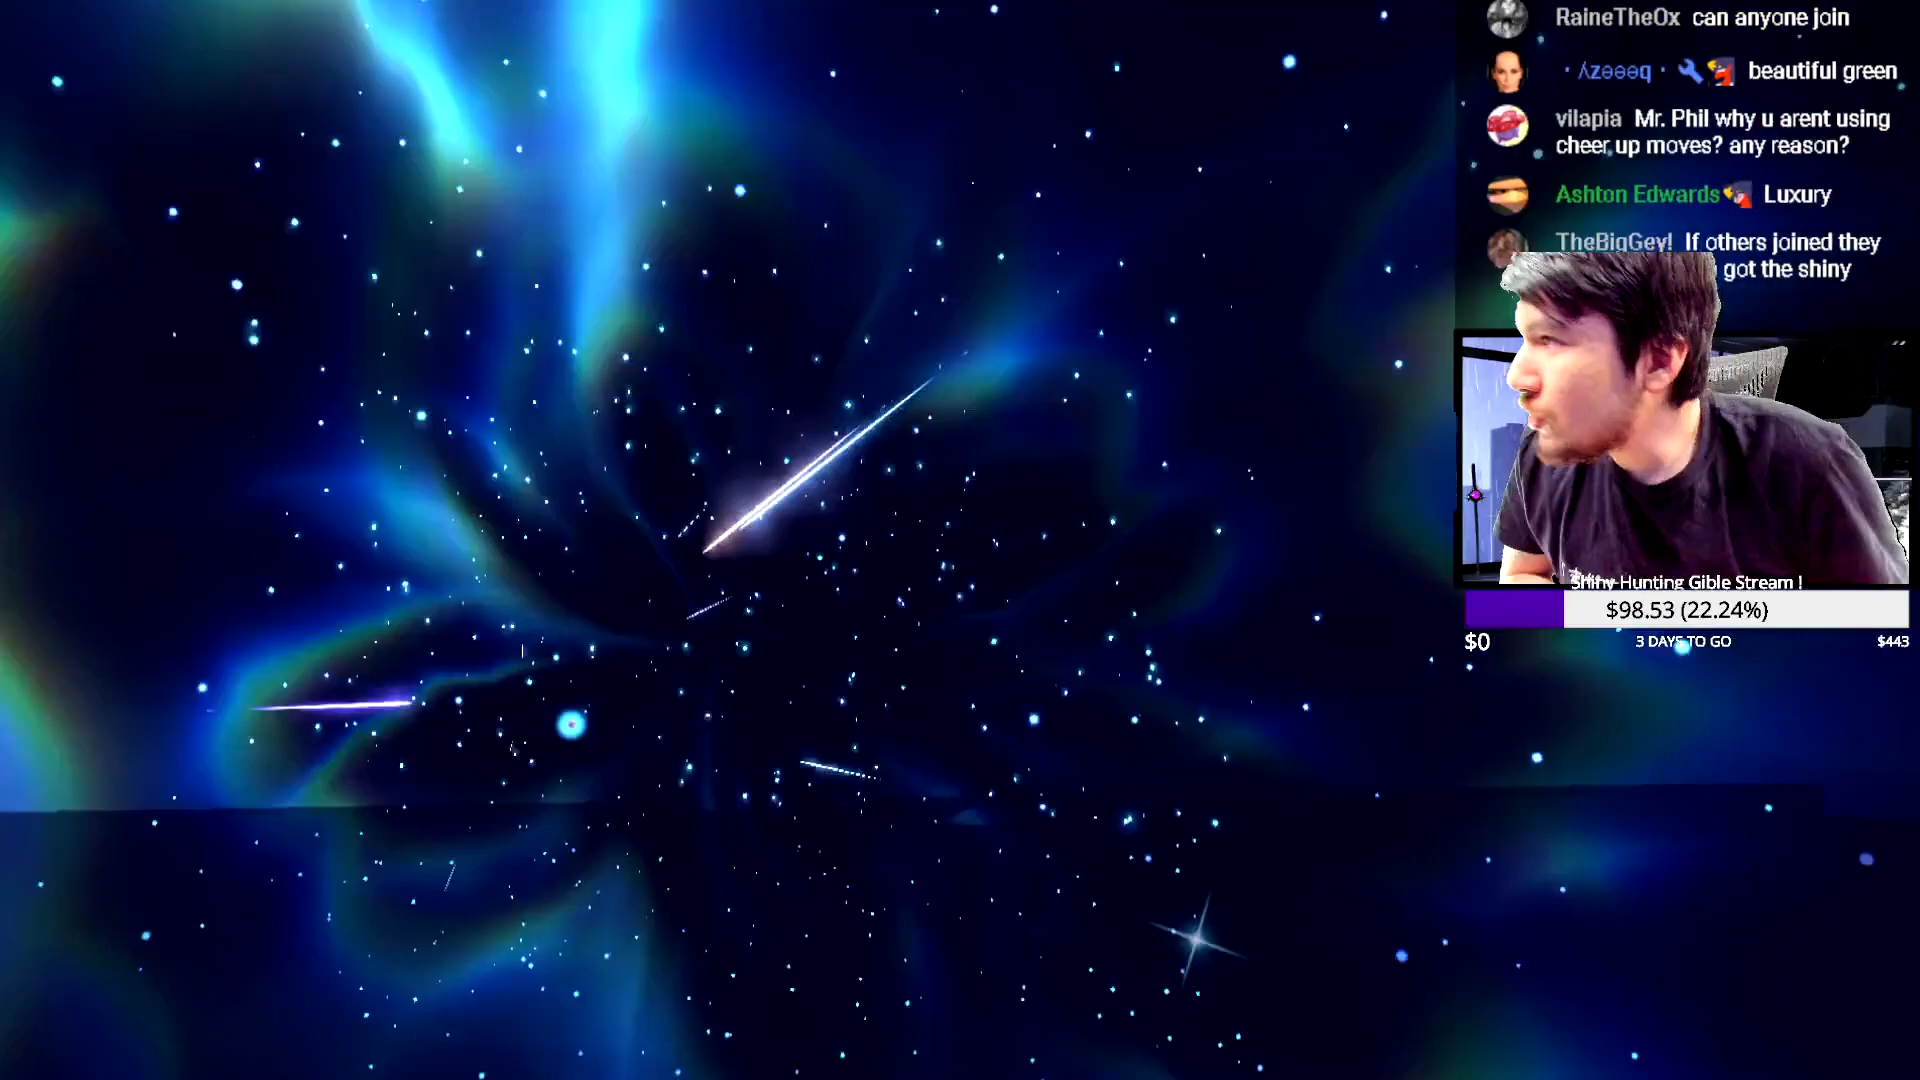 RaineTheOx can anyone join
· ʎzǝǝǝq · beautiful green
vilapia Mr. Phil why u arent using
cheer up moves? any reason?
Ashton Edwards Luxury
TheBigGey! If others joined they
got the shiny
Shiny Hunting Gible Stream !
$98.53 (22.24%)
$0 3 DAYS TO GO $443